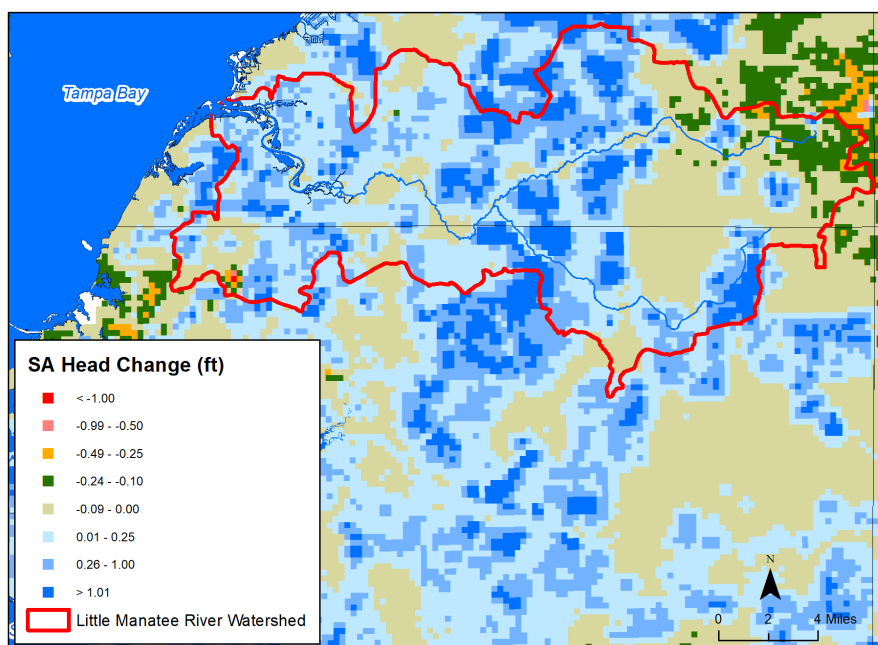 Tampa Bay
SA Head Change (ft)
< -1.00
-0.99 - -0.50
-0.49 - -0.25
-0.24 - -0.10
-0.09 - 0.00
0.01 - 0.25
0.26 - 1.00
> 1.01
Little Manatee River Watershed
N
0 2 4 Miles